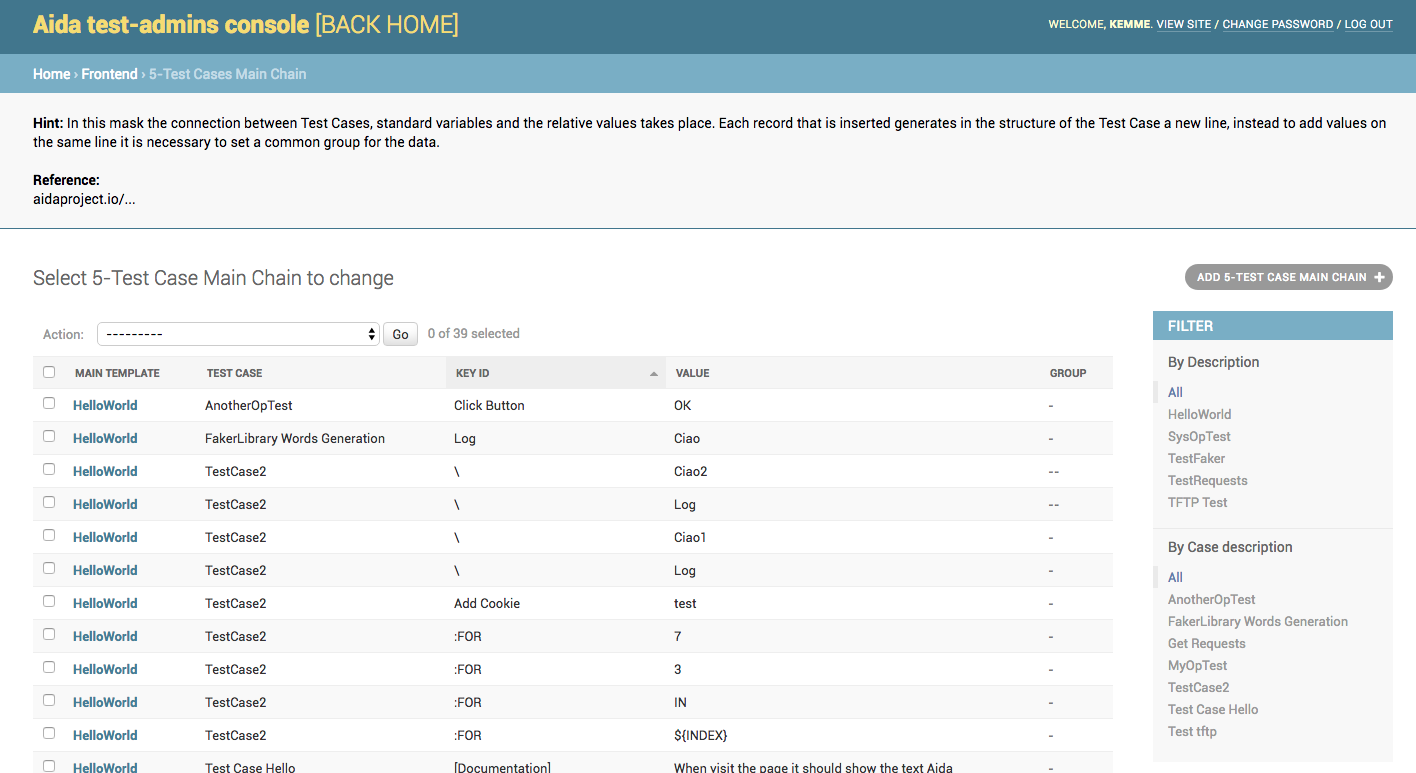 Aida test-admins console [BACK HOME]
WELCOME, KEMME. VIEW SITE / CHANGE PASSWORD / LOG OUT
Home › Frontend › 5-Test Cases Main Chain
Hint: In this mask the connection between Test Cases, standard variables and the relative values takes place. Each record that is inserted generates in the structure of the Test Case a new line, instead to add values on
the same line it is necessary to set a common group for the data.
Reference:
aidaproject.io/...
Select 5-Test Case Main Chain to change
ADD 5-TEST CASE MAIN CHAIN +
Action: --------- Go 0 of 39 selected
MAIN TEMPLATE TEST CASE KEY ID VALUE GROUP
HelloWorld AnotherOpTest Click Button OK -
HelloWorld FakerLibrary Words Generation Log Ciao -
HelloWorld TestCase2 \ Ciao2 --
HelloWorld TestCase2 \ Log --
HelloWorld TestCase2 \ Ciao1 -
HelloWorld TestCase2 \ Log -
HelloWorld TestCase2 Add Cookie test -
HelloWorld TestCase2 :FOR 7 -
HelloWorld TestCase2 :FOR 3 -
HelloWorld TestCase2 :FOR IN -
HelloWorld TestCase2 :FOR ${INDEX} -
HelloWorld Test Case Hello [Documentation] When visit the page it should show the text Aida -
FILTER
By Description
All
HelloWorld
SysOpTest
TestFaker
TestRequests
TFTP Test
By Case description
All
AnotherOpTest
FakerLibrary Words Generation
Get Requests
MyOpTest
TestCase2
Test Case Hello
Test tftp